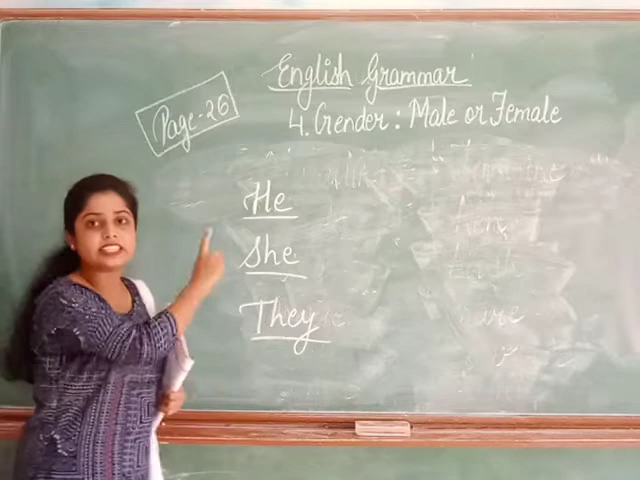 English Grammar
Page-26
4. Gender : Male or Female
He
She
They